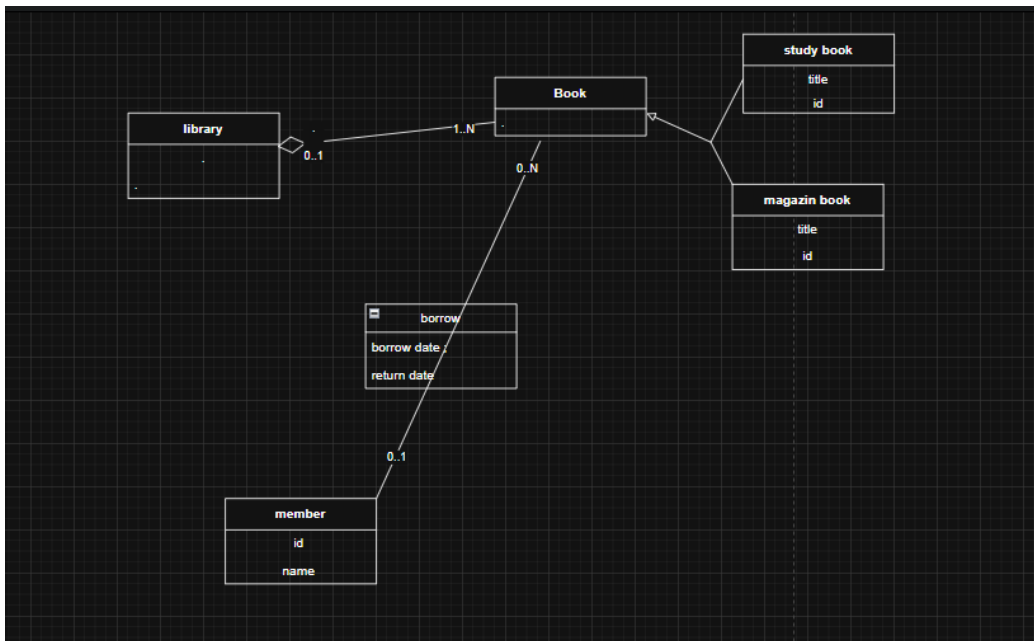 study book
title
id
Book
.
library
.
.
.
0..1
1..N
0..N
magazin book
title
id
borrow
borrow date :
return date
0..1
member
id
name